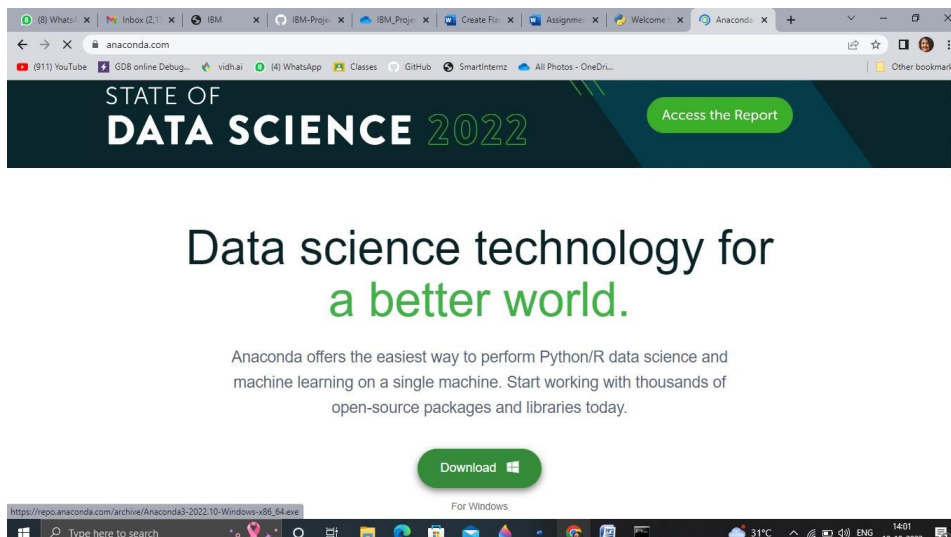 (8) WhatsA
Inbox (2,1
IBM
IBM-Proje
IBM_Proje
Create Flas
Assignmen
Welcome t
Anaconda
anaconda.com
(911) YouTube
GDB online Debug...
vidh.ai
(4) WhatsApp
Classes
GitHub
SmartInternz
All Photos - OneDri...
Other bookmark
STATE OF
DATA SCIENCE 2022
Access the Report
Data science technology for
a better world.
Anaconda offers the easiest way to perform Python/R data science and
machine learning on a single machine. Start working with thousands of
open-source packages and libraries today.
Download
For Windows
https://repo.anaconda.com/archive/Anaconda3-2022.10-Windows-x86_64.exe
Type here to search
31°C
ENG
14:01